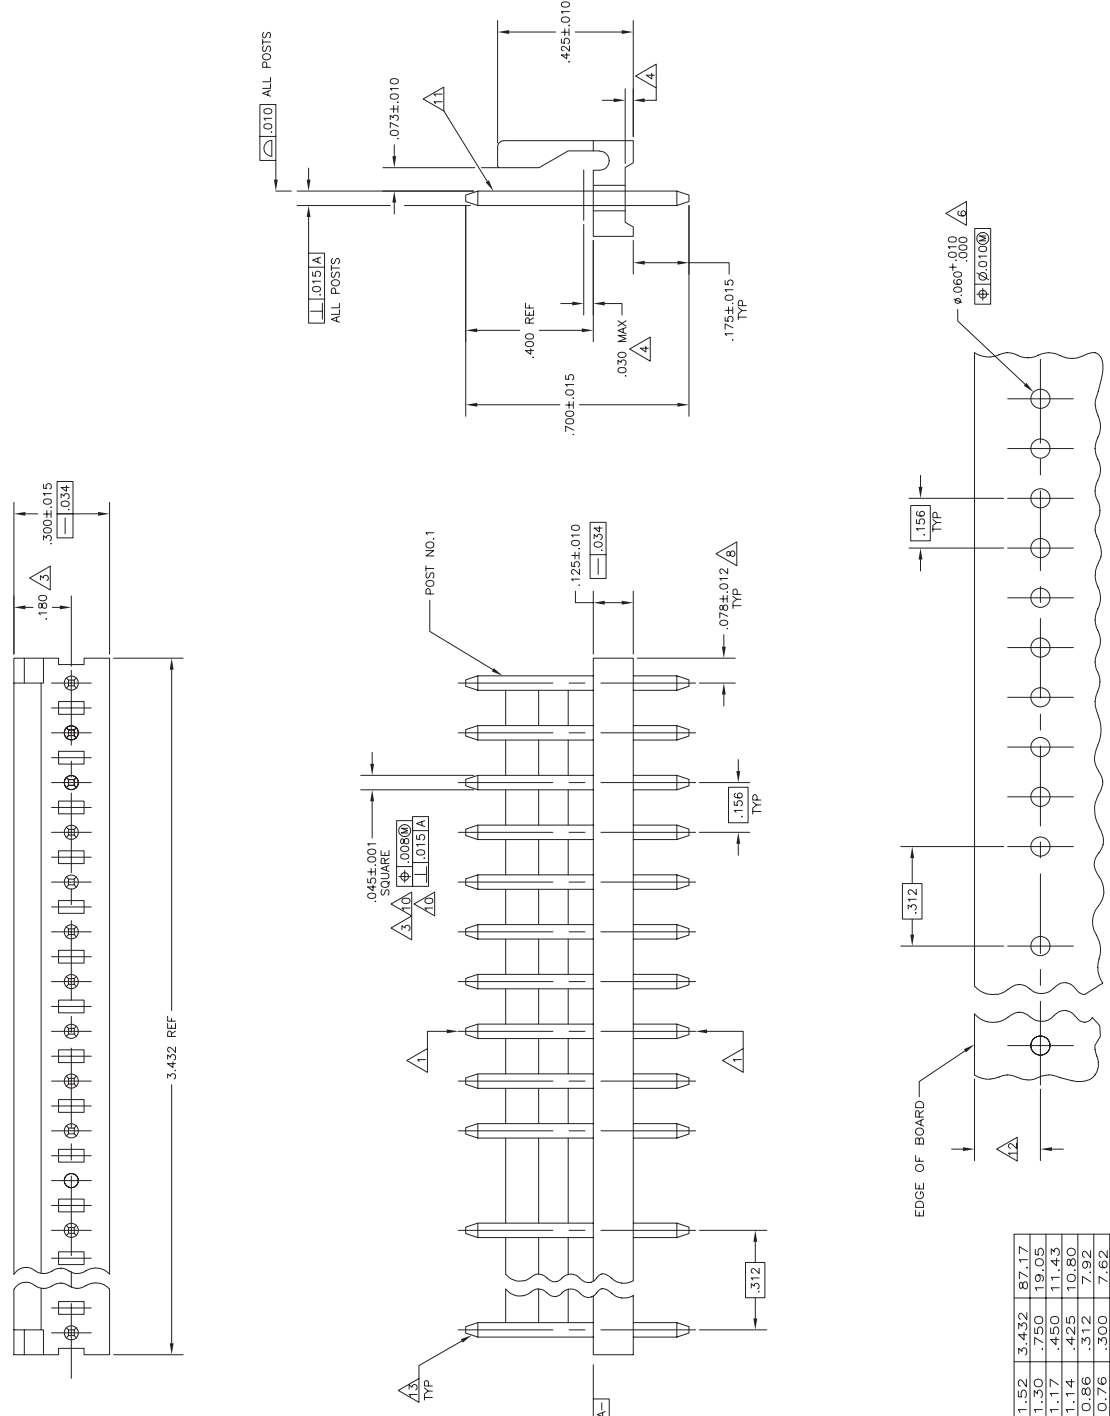 .180
3
.300±.015
— .034
3.432 REF
.010 ALL POSTS
⊥ .015 A
ALL POSTS
.073±.010
11
.425±.010
4
.400 REF
.030 MAX
4
.700±.015
.175±.015
TYP
POST NO.1
.125±.010
— .034
.078±.012
8
TYP
.045±.001
SQUARE
3
10
⌖ .008Ⓜ
10
⊥ .015 A
.156
TYP
1
1
.312
13
TYP
A-
ø.060+.010
.000
6
⌖ Ø.010Ⓜ
.156
TYP
.312
EDGE OF BOARD
12
1.52 3.432 87.17
1.30 .750 19.05
1.17 .450 11.43
1.14 .425 10.80
0.86 .312 7.92
0.76 .300 7.62